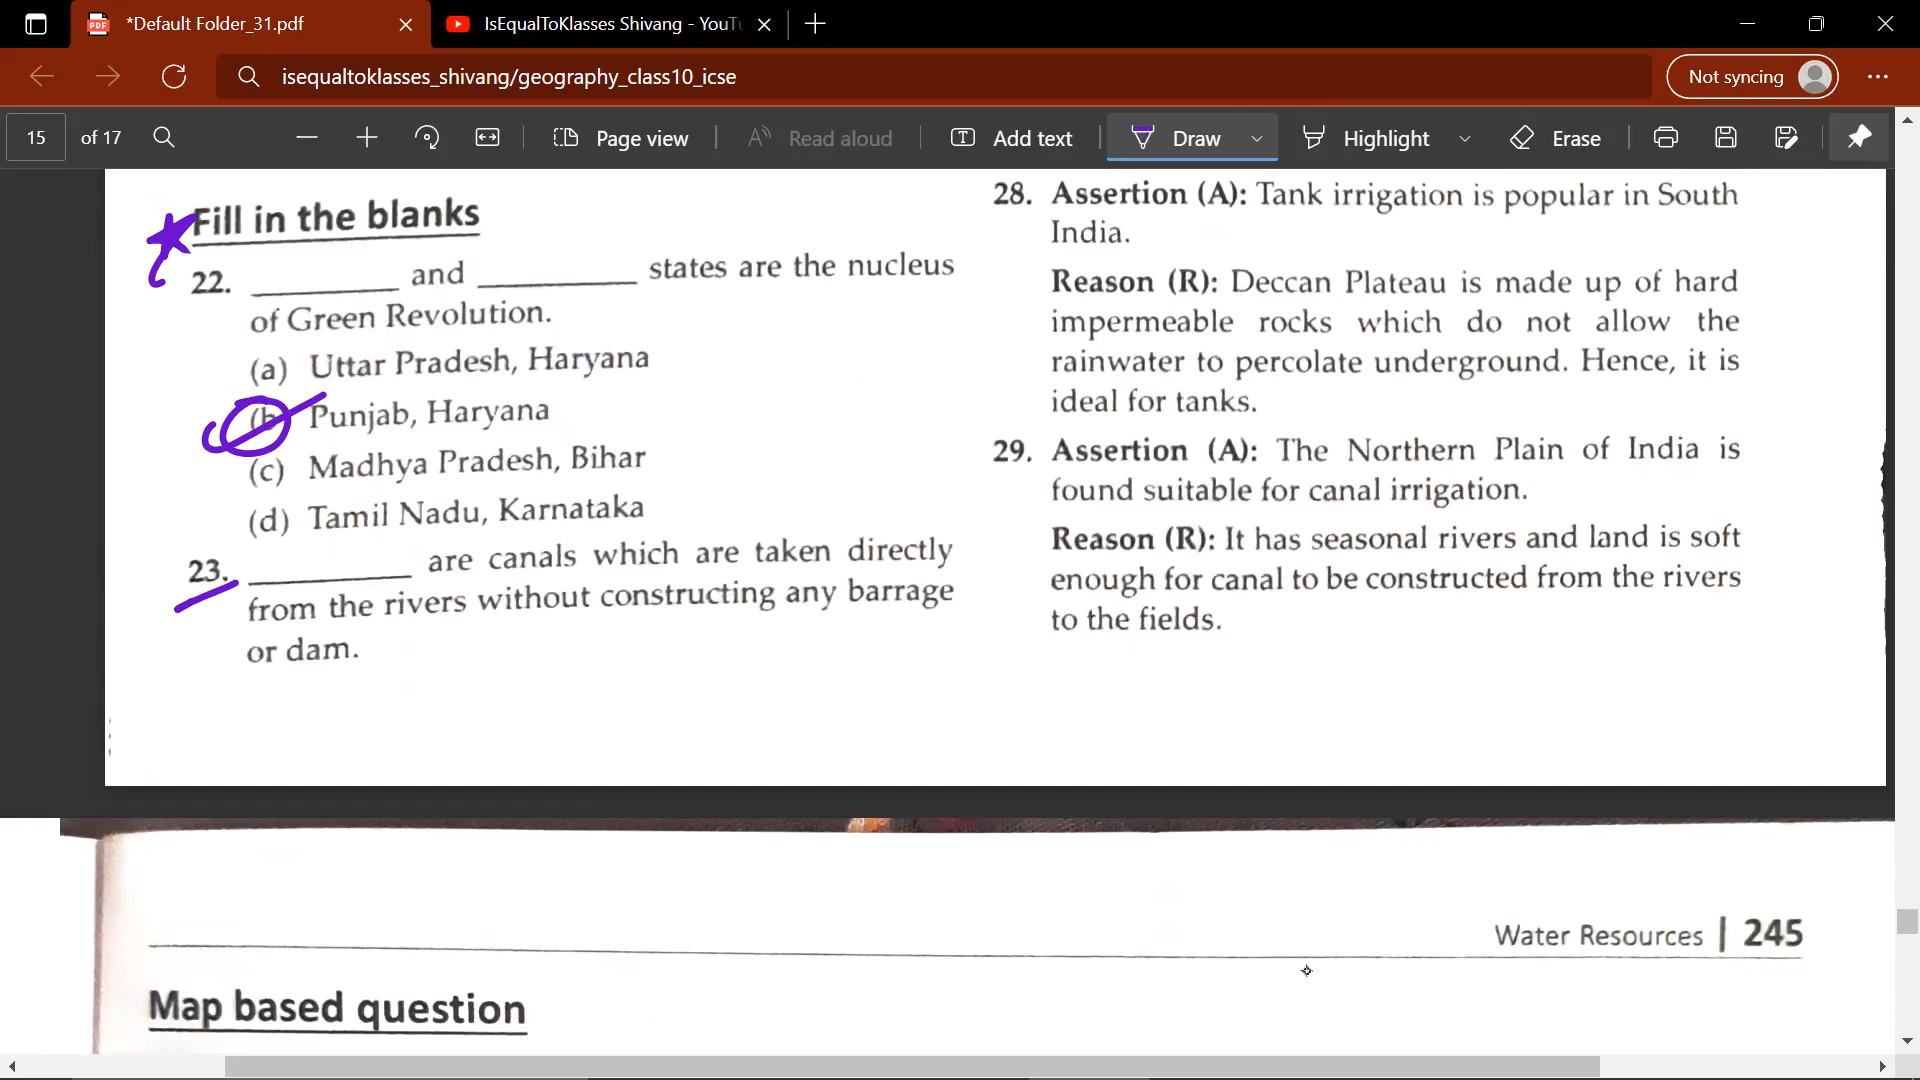 *Default Folder_31.pdf
IsEqualToKlasses Shivang - YouT
isequaltoklasses_shivang/geography_class10_icse
Not syncing
15 of 17
Page view
Read aloud
Add text
Draw
Highlight
Erase
Fill in the blanks
22. __________ and __________ states are the nucleus
of Green Revolution.
(a) Uttar Pradesh, Haryana
(b) Punjab, Haryana
(c) Madhya Pradesh, Bihar
(d) Tamil Nadu, Karnataka
23. __________ are canals which are taken directly
from the rivers without constructing any barrage
or dam.
28. Assertion (A): Tank irrigation is popular in South
India.
Reason (R): Deccan Plateau is made up of hard
impermeable rocks which do not allow the
rainwater to percolate underground. Hence, it is
ideal for tanks.
29. Assertion (A): The Northern Plain of India is
found suitable for canal irrigation.
Reason (R): It has seasonal rivers and land is soft
enough for canal to be constructed from the rivers
to the fields.
Water Resources | 245
Map based question